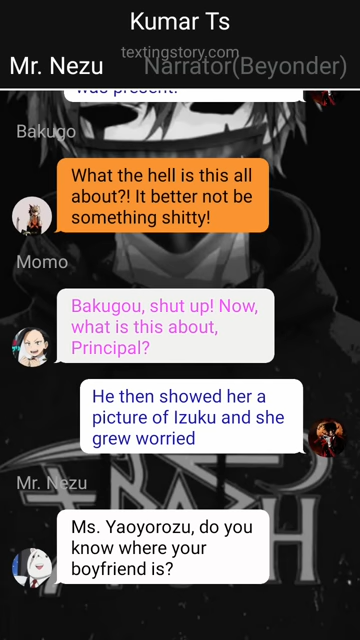 Kumar Ts
textingstory.com
Mr. Nezu Narrator(Beyonder)
was present!
Bakugo
What the hell is this all
about?! It better not be
something shitty!
Momo
Bakugou, shut up! Now,
what is this about,
Principal?
He then showed her a
picture of Izuku and she
grew worried
Mr. Nezu
Ms. Yaoyorozu, do you
know where your
boyfriend is?